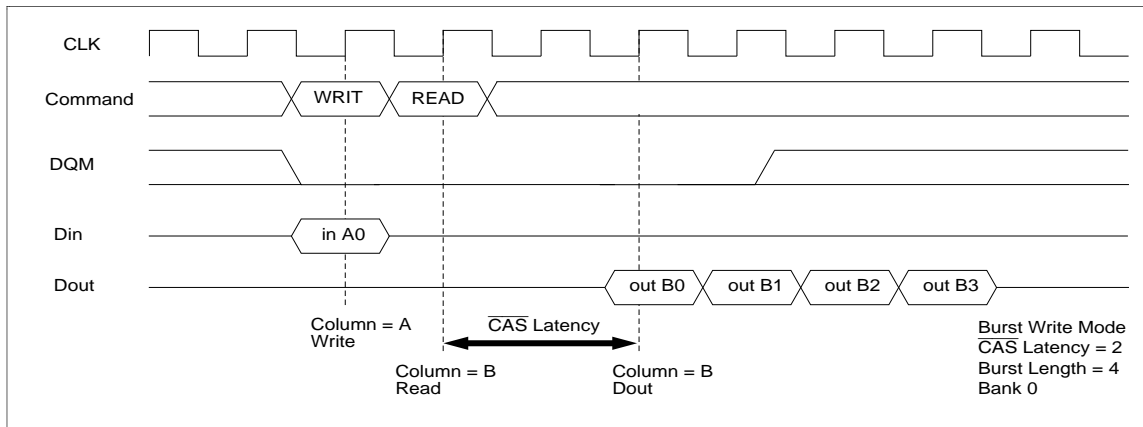 CLK
Command WRIT READ
DQM
Din in A0
Dout out B0 out B1 out B2 out B3
Column = A
Write
CAS Latency
Column = B
Read
Column = B
Dout
Burst Write Mode
CAS Latency = 2
Burst Length = 4
Bank 0